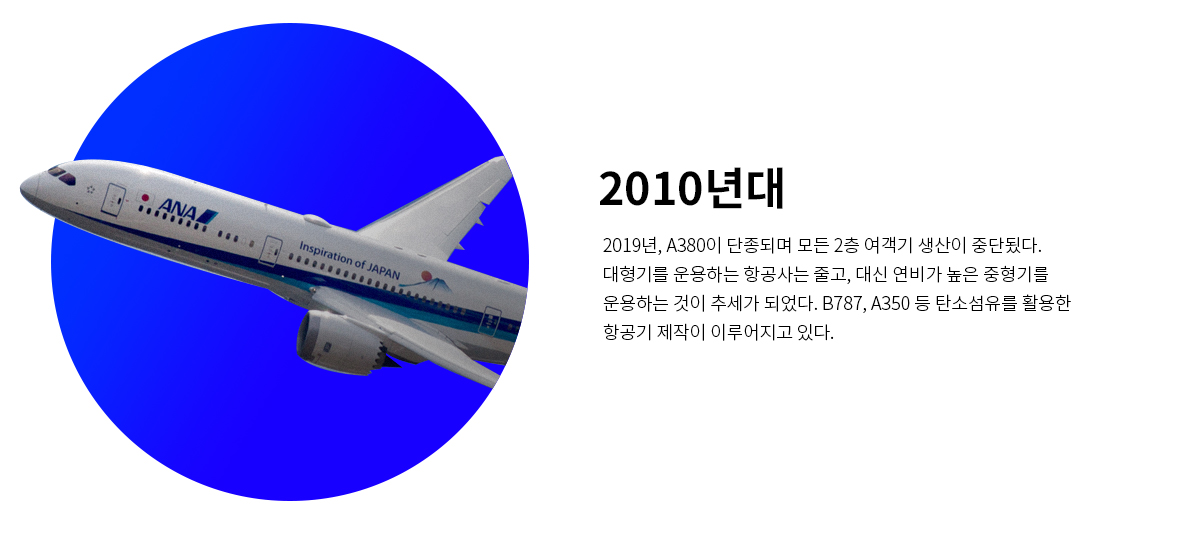 ANA
Inspiration of JAPAN
2010년대
2019년, A380이 단종되며 모든 2층 여객기 생산이 중단됐다.
대형기를 운용하는 항공사는 줄고, 대신 연비가 높은 중형기를
운용하는 것이 추세가 되었다. B787, A350 등 탄소섬유를 활용한
항공기 제작이 이루어지고 있다.